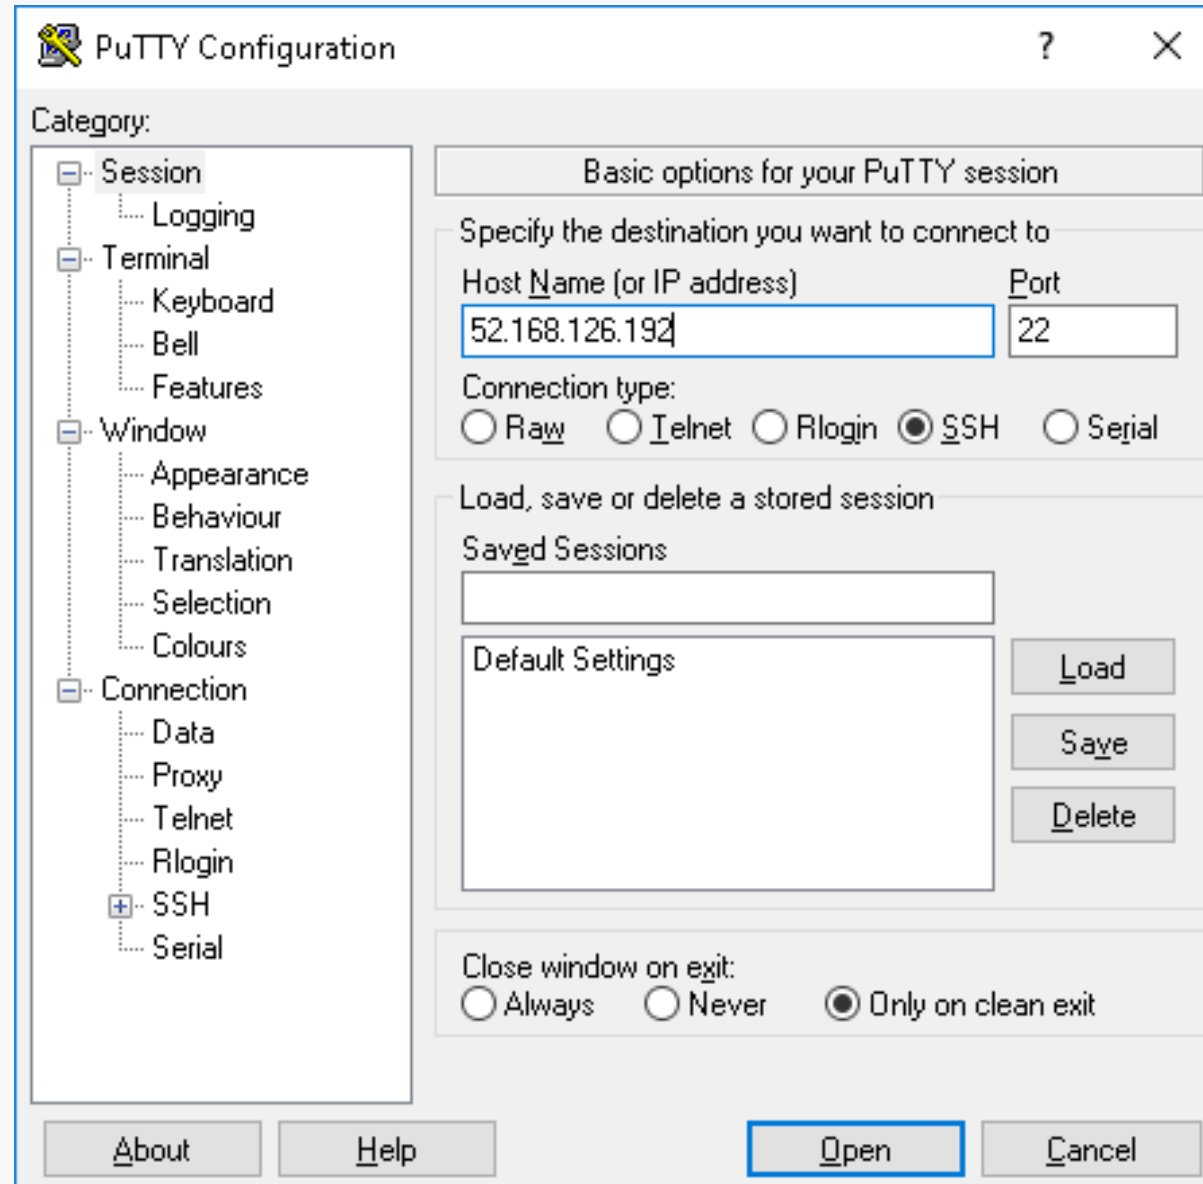 PuTTY Configuration
?
Category:
Session
Logging
Terminal
Keyboard
Bell
Features
Window
Appearance
Behaviour
Translation
Selection
Colours
Connection
Data
Proxy
Telnet
Rlogin
SSH
Serial
Basic options for your PuTTY session
Specify the destination you want to connect to
Host Name (or IP address) Port
52.168.126.192 22
Connection type:
Raw Telnet Rlogin SSH Serial
Load, save or delete a stored session
Saved Sessions
Default Settings
Load
Save
Delete
Close window on exit:
Always Never Only on clean exit
About Help Open Cancel